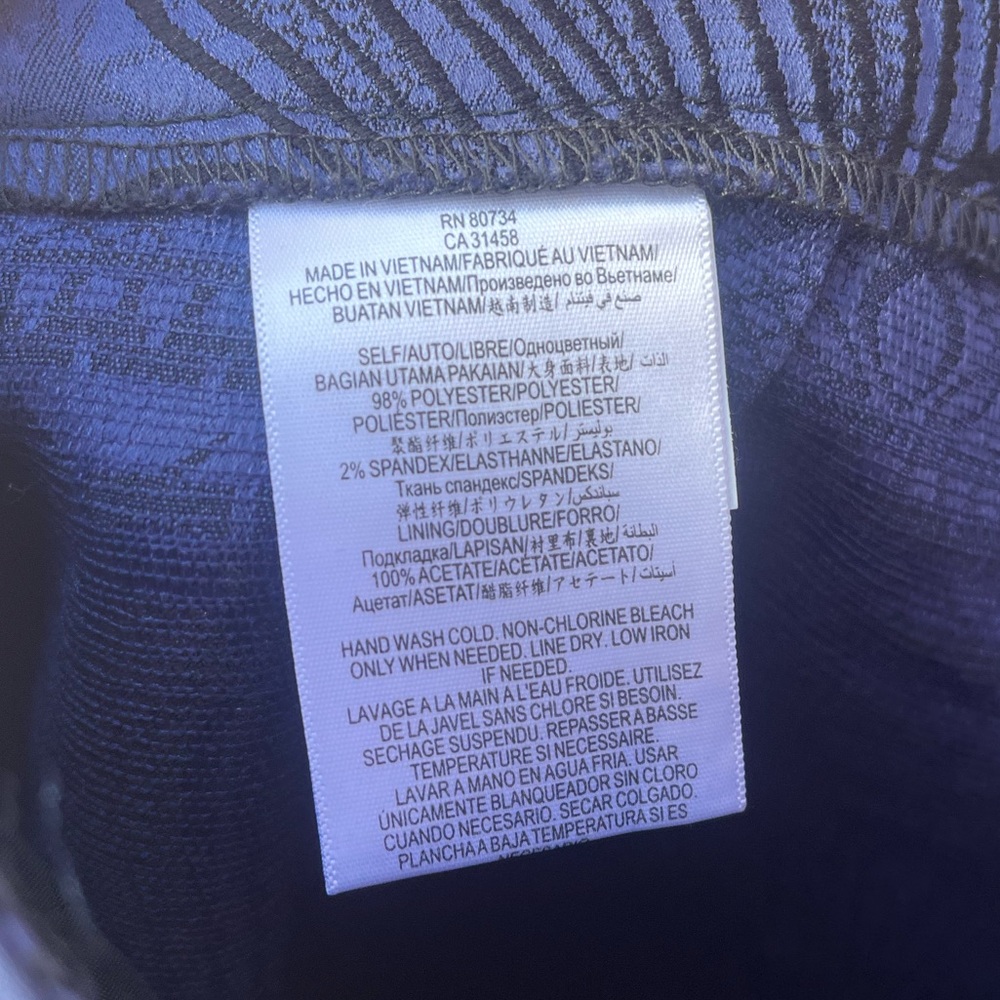 RN 80734
CA 31458
MADE IN VIETNAM/FABRIQUÉ AU VIETNAM/
HECHO EN VIETNAM/Произведено во Вьетнаме/
BUATAN VIETNAM/越南制造/ صنع في فيتنام
SELF/AUTO/LIBRE/Одноцветный/
BAGIAN UTAMA PAKAIAN/大身面料/表地/ الذات
98% POLYESTER/POLYESTER/
POLIÉSTER/Полиэстер/POLIESTER/
聚酯纤维/ポリエステル/ بوليستر
2% SPANDEX/ELASTHANNE/ELASTANO/
Ткань спандекс/SPANDEKS/
弹性纤维/ポリウレタン/سباندكس
LINING/DOUBLURE/FORRO/
Подкладка/LAPISAN/衬里布/裏地/ البطانة
100% ACETATE/ACÉTATE/ACETATO/
Ацетат/ASETAT/醋脂纤维/アセテート/أسيتات
HAND WASH COLD. NON-CHLORINE BLEACH
ONLY WHEN NEEDED. LINE DRY. LOW IRON
IF NEEDED.
LAVAGE A LA MAIN A L'EAU FROIDE. UTILISEZ
DE LA JAVEL SANS CHLORE SI BESOIN.
SECHAGE SUSPENDU. REPASSER A BASSE
TEMPERATURE SI NECESSAIRE.
LAVAR A MANO EN AGUA FRIA. USAR
ÚNICAMENTE BLANQUEADOR SIN CLORO
CUANDO NECESARIO. SECAR COLGADO.
PLANCHA A BAJA TEMPERATURA SI ES